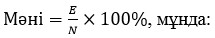 Мәні = E/N × 100%, мұнда: